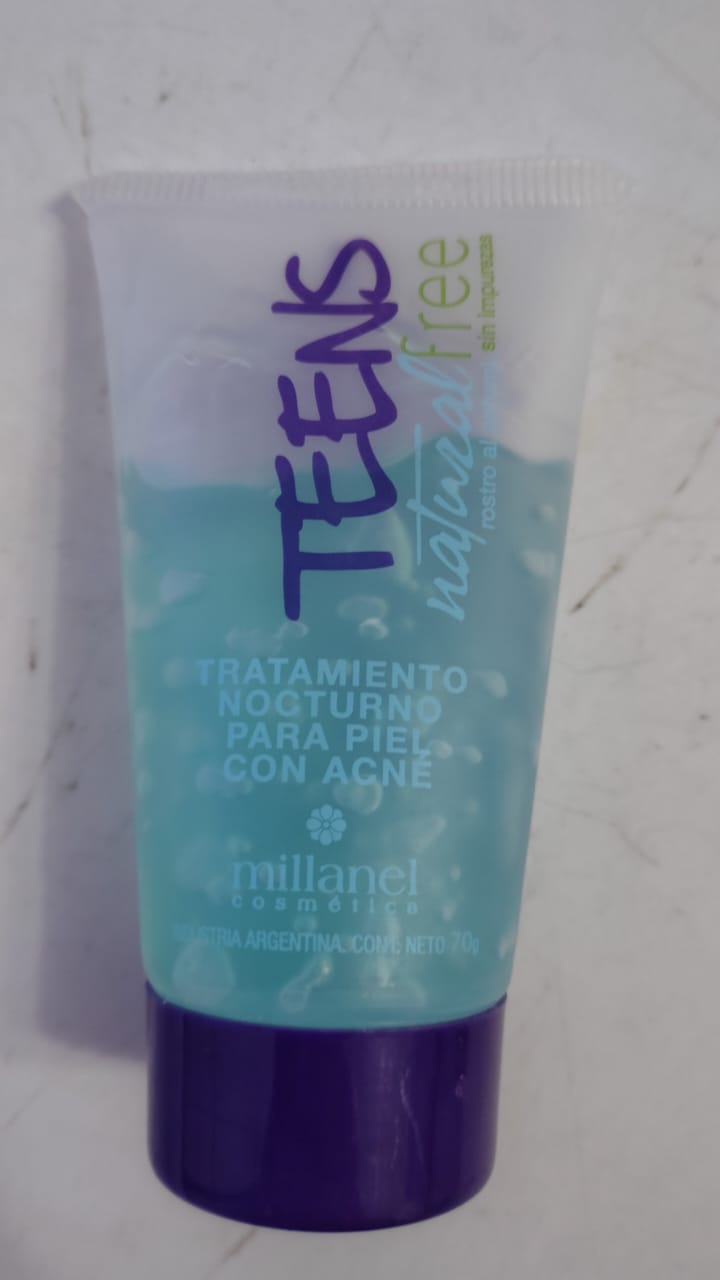 TEENS
natural free
rostro al natural sin impurezas
TRATAMIENTO
NOCTURNO
PARA PIEL
CON ACNÉ
millanel
cosmética
INDUSTRIA ARGENTINA. CONT. NETO 70g